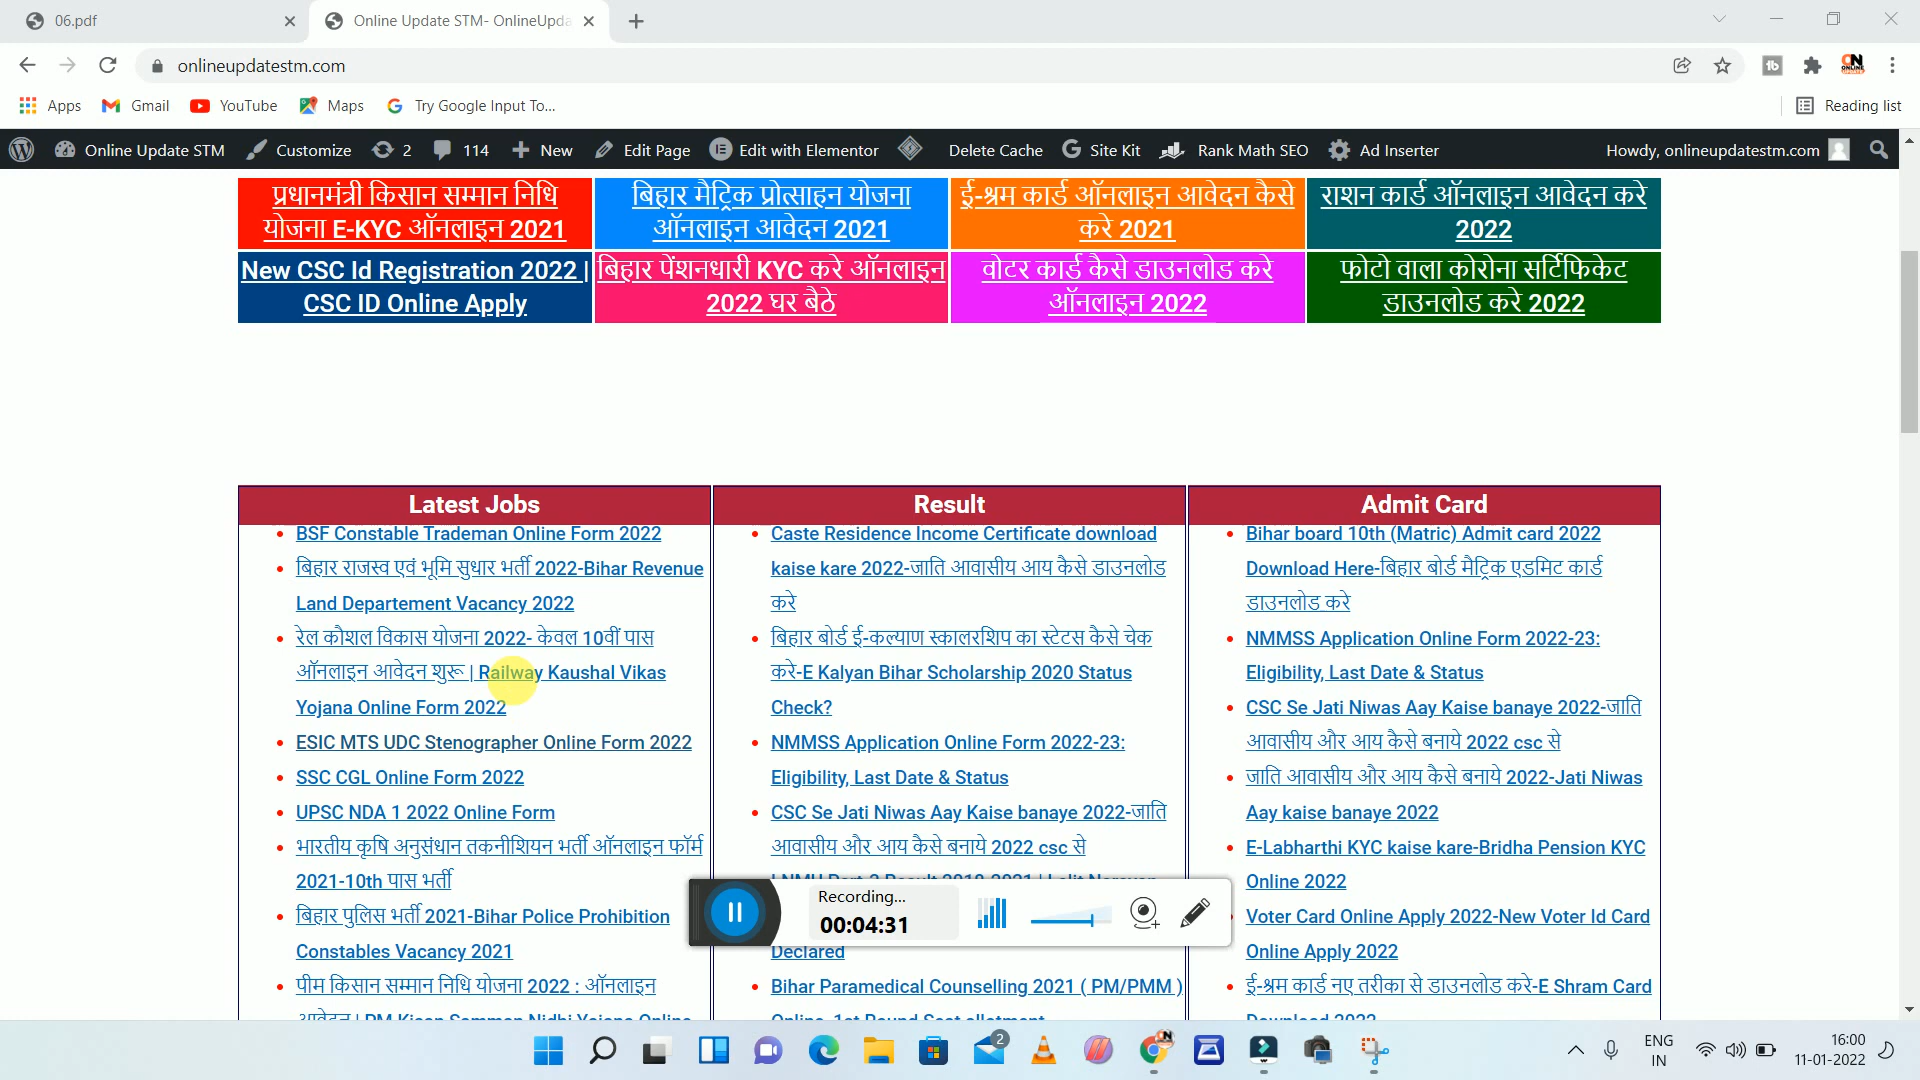 06.pdf
Online Update STM- OnlineUpda
onlineupdatestm.com
Apps Gmail YouTube Maps Try Google Input To... Reading list
Online Update STM Customize 2 114 New Edit Page Edit with Elementor Delete Cache Site Kit Rank Math SEO Ad Inserter Howdy, onlineupdatestm.com
प्रधानमंत्री किसान सम्मान निधि
योजना E-KYC ऑनलाइन 2021
बिहार मैट्रिक प्रोत्साहन योजना
ऑनलाइन आवेदन 2021
ई-श्रम कार्ड ऑनलाइन आवेदन कैसे
करे 2021
राशन कार्ड ऑनलाइन आवेदन करे
2022
New CSC Id Registration 2022 |
CSC ID Online Apply
बिहार पेंशनधारी KYC करे ऑनलाइन
2022 घर बैठे
वोटर कार्ड कैसे डाउनलोड करे
ऑनलाइन 2022
फोटो वाला कोरोना सर्टिफिकेट
डाउनलोड करे 2022
Latest Jobs
BSF Constable Trademan Online Form 2022
बिहार राजस्व एवं भूमि सुधार भर्ती 2022-Bihar Revenue
Land Departement Vacancy 2022
रेल कौशल विकास योजना 2022- केवल 10वीं पास
ऑनलाइन आवेदन शुरू | Railway Kaushal Vikas
Yojana Online Form 2022
ESIC MTS UDC Stenographer Online Form 2022
SSC CGL Online Form 2022
UPSC NDA 1 2022 Online Form
भारतीय कृषि अनुसंधान तकनीशियन भर्ती ऑनलाइन फॉर्म
2021-10th पास भर्ती
बिहार पुलिस भर्ती 2021-Bihar Police Prohibition
Constables Vacancy 2021
पीम किसान सम्मान निधि योजना 2022 : ऑनलाइन
आवेदन | PM Kisan Samman Nidhi Yojana Online
Result
Caste Residence Income Certificate download
kaise kare 2022-जाति आवासीय आय कैसे डाउनलोड
करे
बिहार बोर्ड ई-कल्याण स्कालरशिप का स्टेटस कैसे चेक
करे-E Kalyan Bihar Scholarship 2020 Status
Check?
NMMSS Application Online Form 2022-23:
Eligibility, Last Date & Status
CSC Se Jati Niwas Aay Kaise banaye 2022-जाति
आवासीय और आय कैसे बनाये 2022 csc से
Declared
Bihar Paramedical Counselling 2021 ( PM/PMM )
Online, 1st Round Seat allotment
Admit Card
Bihar board 10th (Matric) Admit card 2022
Download Here-बिहार बोर्ड मैट्रिक एडमिट कार्ड
डाउनलोड करे
NMMSS Application Online Form 2022-23:
Eligibility, Last Date & Status
CSC Se Jati Niwas Aay Kaise banaye 2022-जाति
आवासीय और आय कैसे बनाये 2022 csc से
जाति आवासीय और आय कैसे बनाये 2022-Jati Niwas
Aay kaise banaye 2022
E-Labharthi KYC kaise kare-Bridha Pension KYC
Online 2022
Voter Card Online Apply 2022-New Voter Id Card
Online Apply 2022
ई-श्रम कार्ड नए तरीका से डाउनलोड करे-E Shram Card
Download 2022
Recording...
00:04:31
2
ENG
IN
16:00
11-01-2022